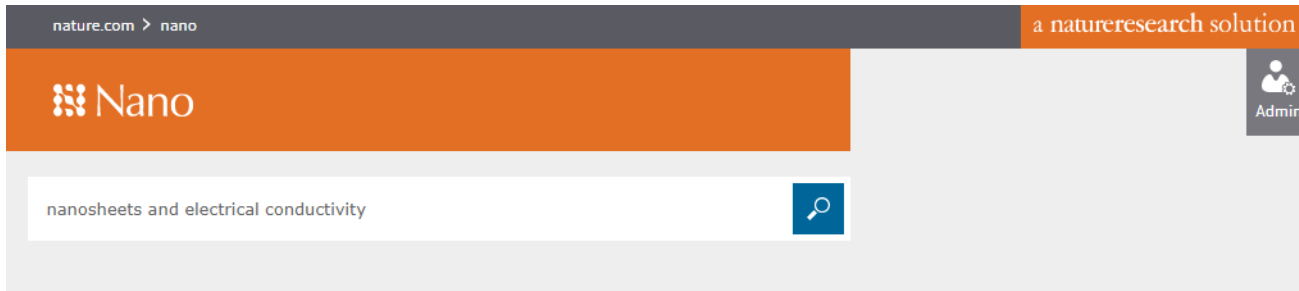 nature.com > nano
a natureresearch solution
Nano
Admin
nanosheets and electrical conductivity